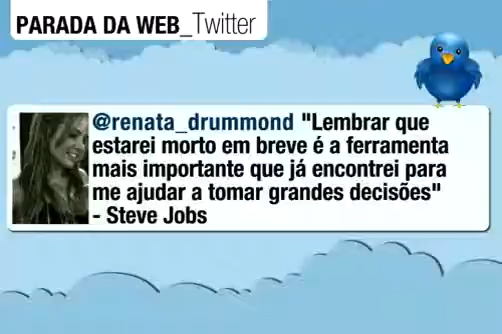 PARADA DA WEB_Twitter
@renata_drummond "Lembrar que
estarei morto em breve é a ferramenta
mais importante que já encontrei para
me ajudar a tomar grandes decisões"
- Steve Jobs